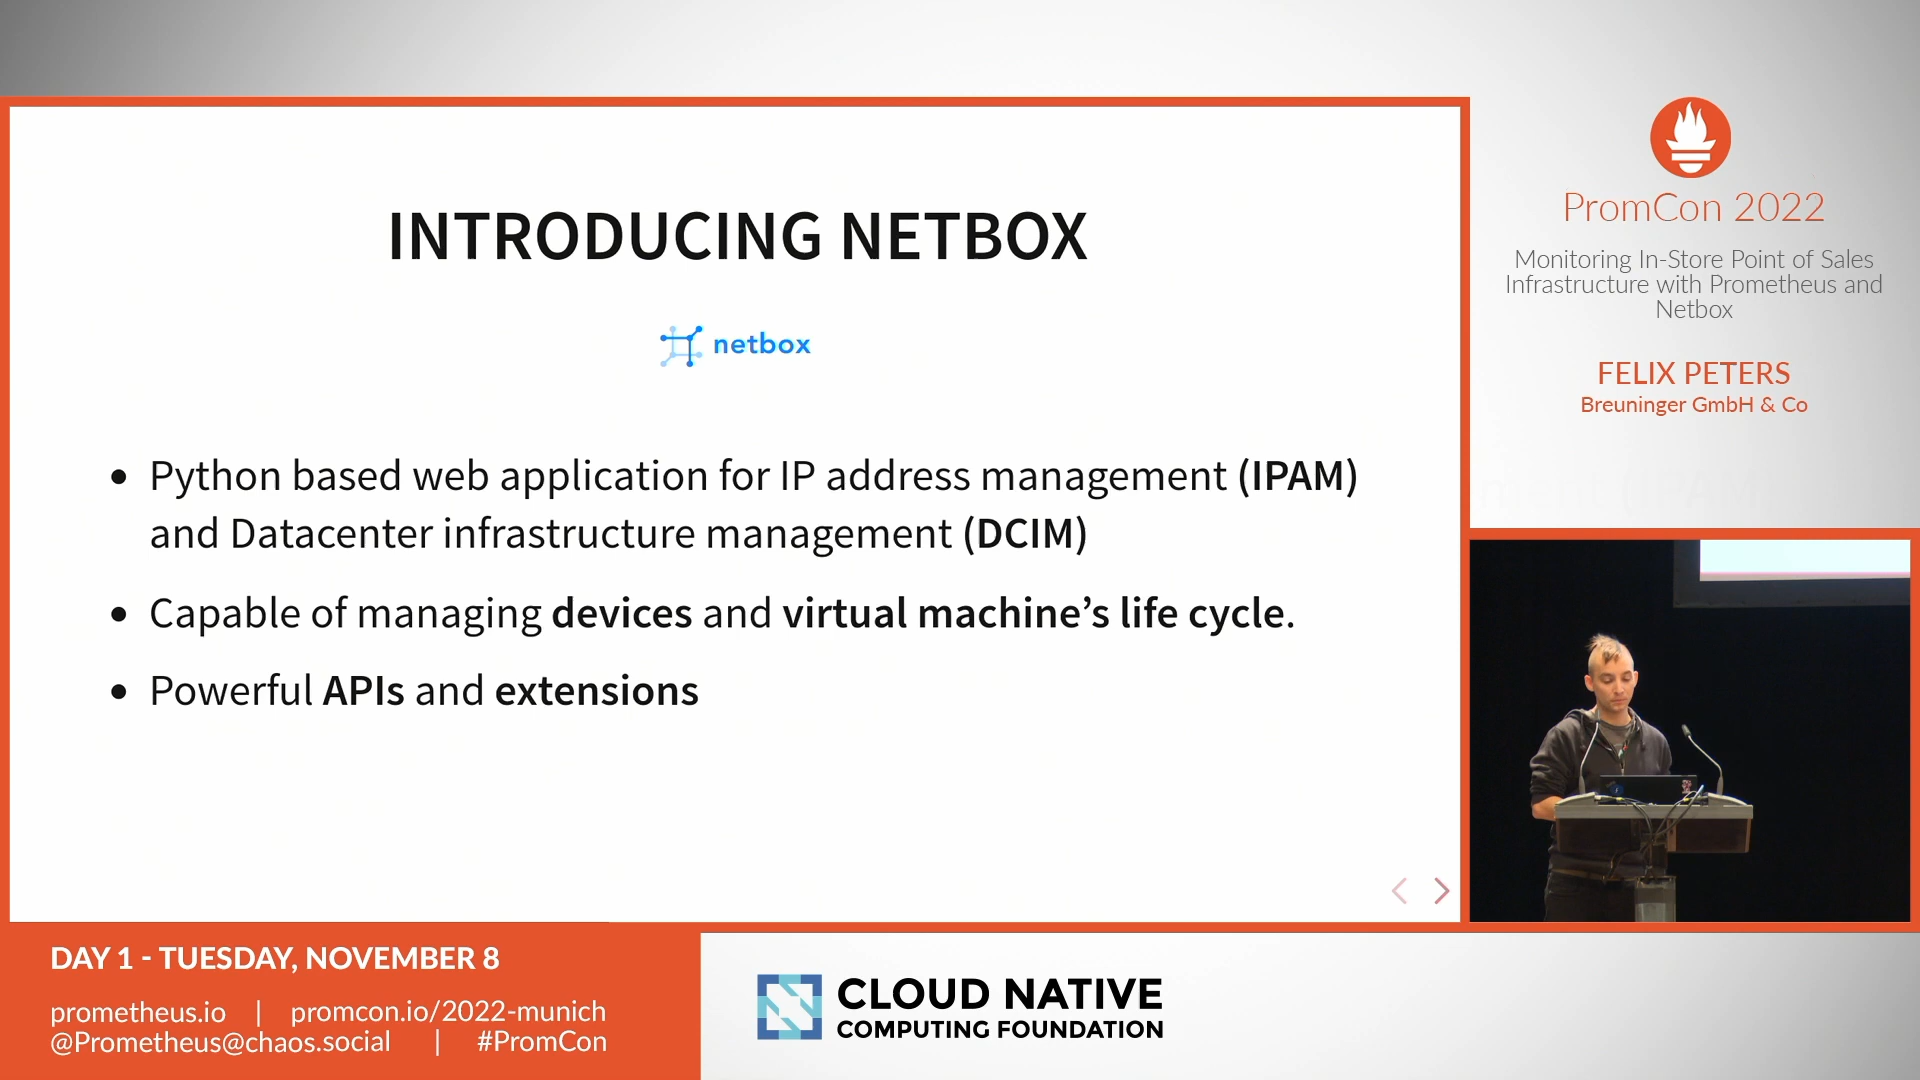 INTRODUCING NETBOX
netbox
• Python based web application for IP address management (IPAM)
and Datacenter infrastructure management (DCIM)
• Capable of managing devices and virtual machine’s life cycle.
• Powerful APIs and extensions
PromCon 2022
Monitoring In-Store Point of Sales
Infrastructure with Prometheus and
Netbox
FELIX PETERS
Breuninger GmbH & Co
DAY 1 - TUESDAY, NOVEMBER 8
prometheus.io | promcon.io/2022-munich
@Prometheus@chaos.social | #PromCon
CLOUD NATIVE
COMPUTING FOUNDATION